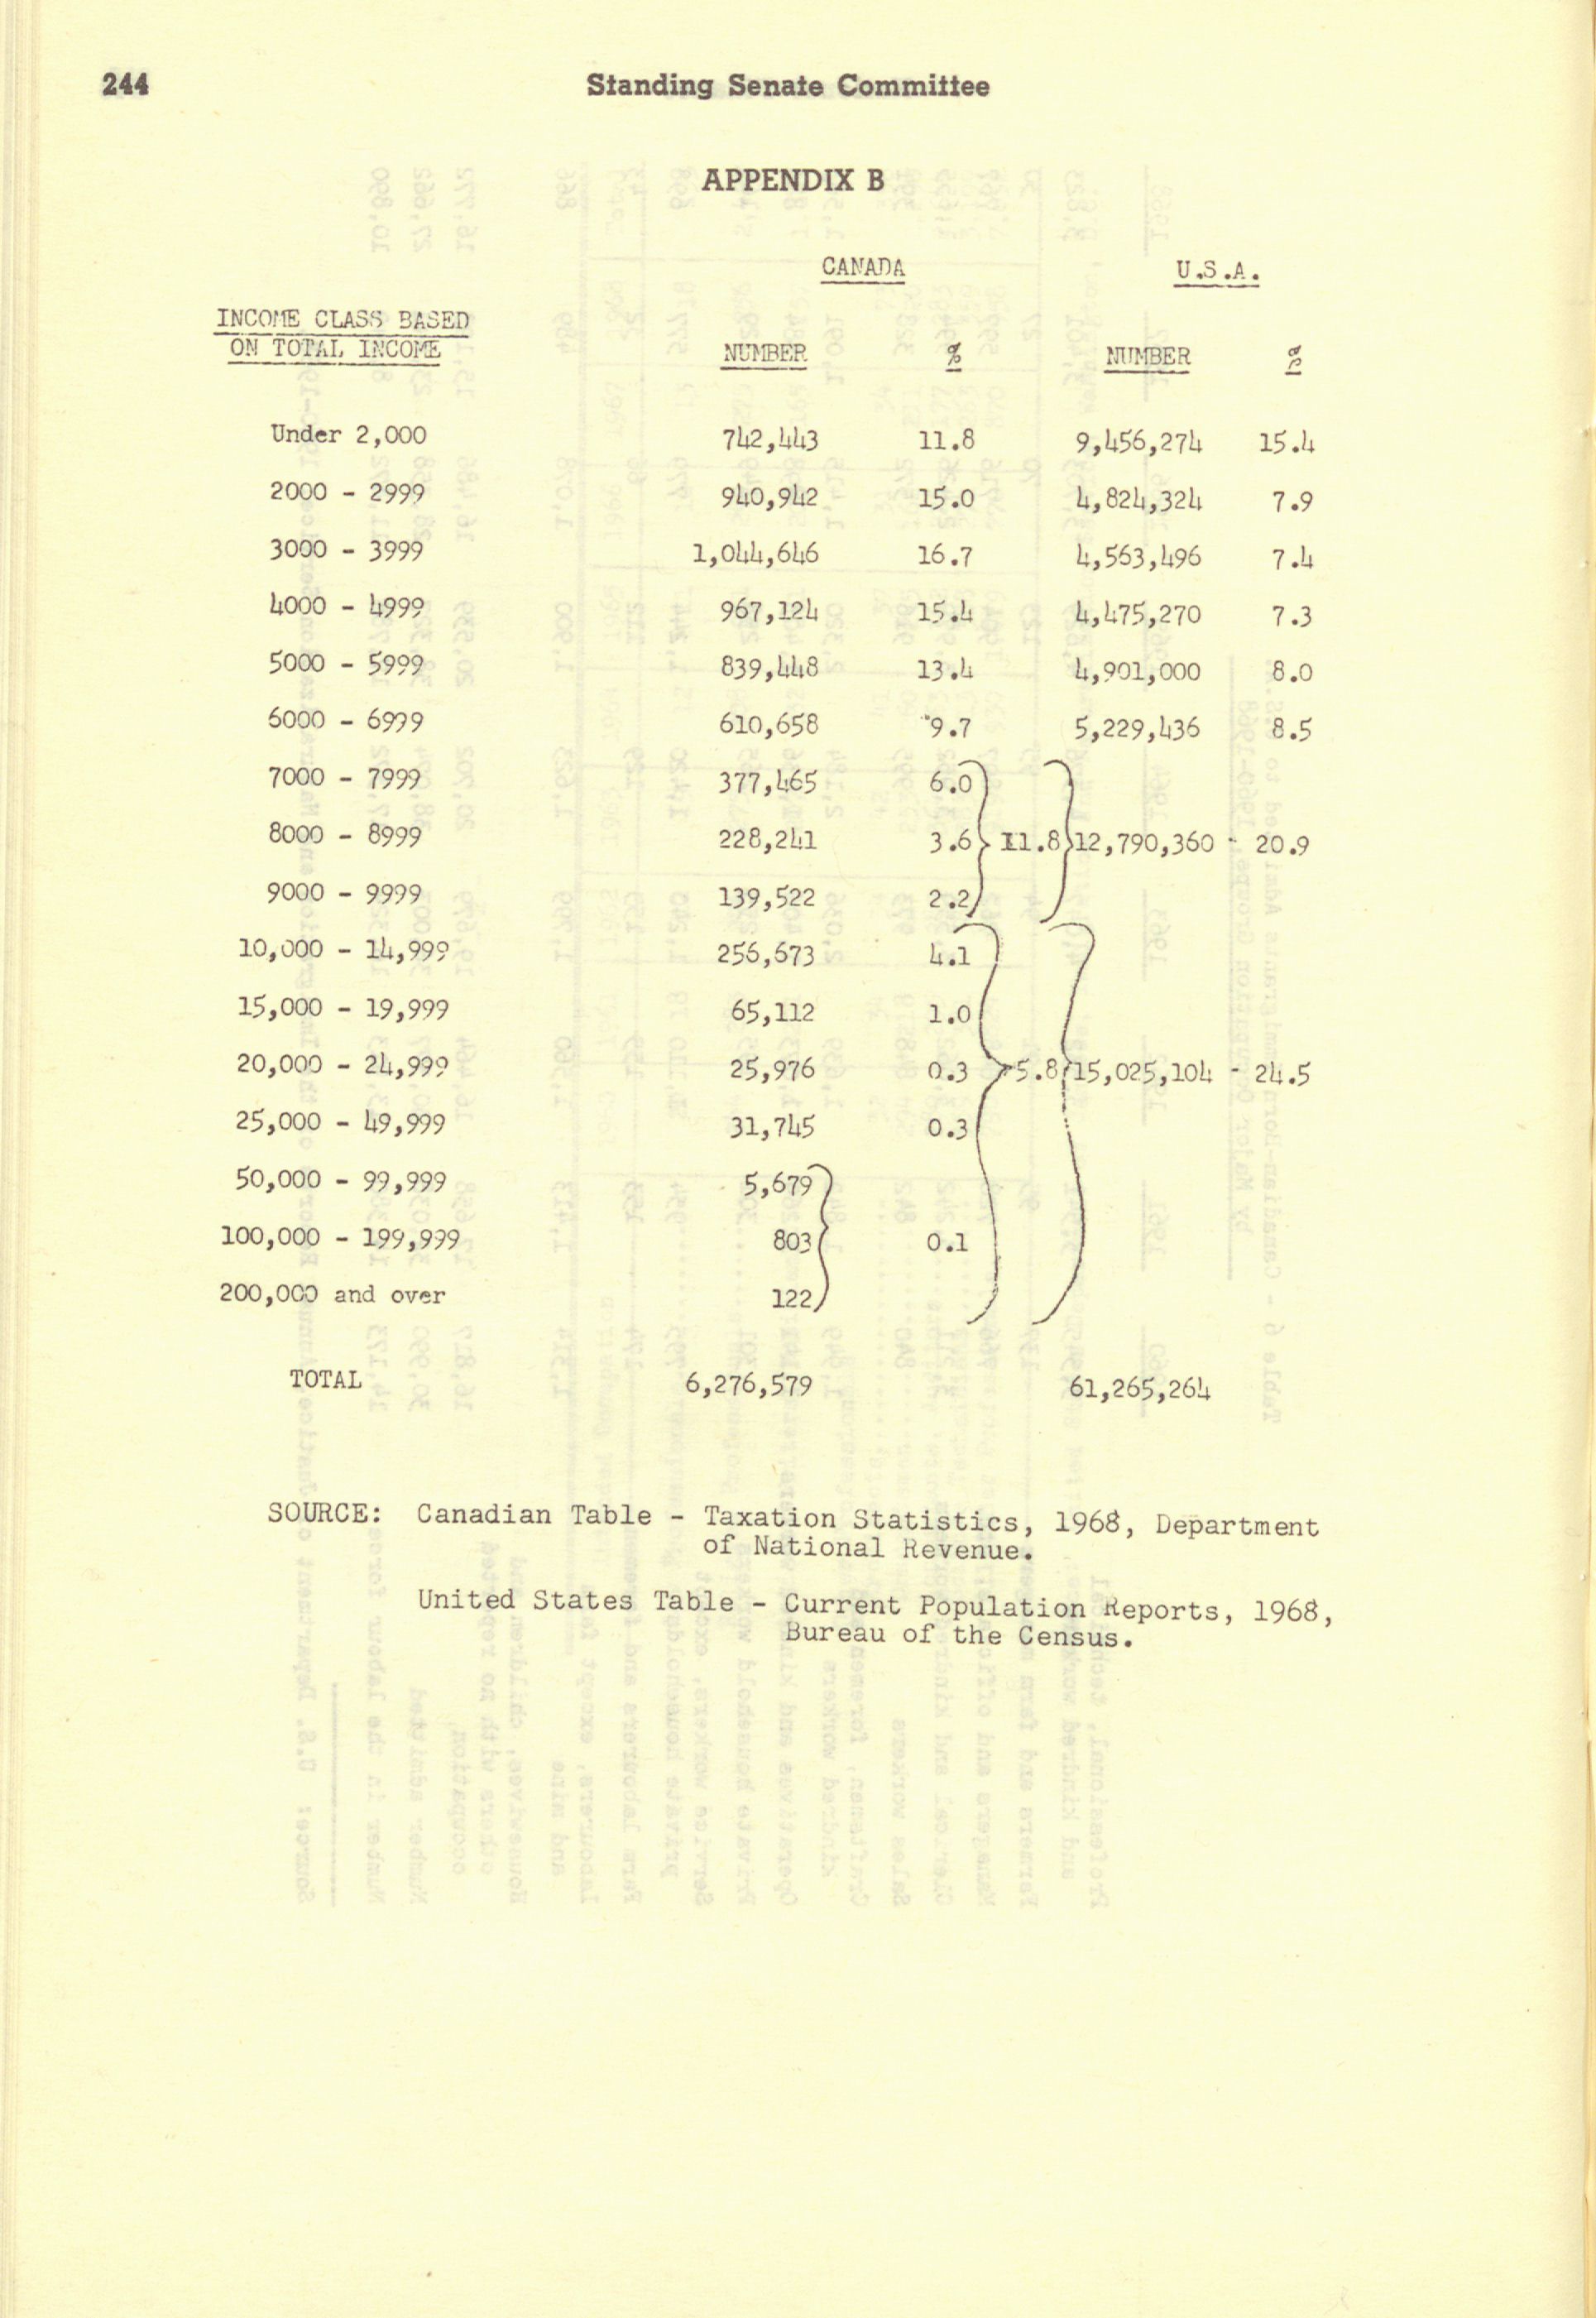 244 Standing Senate Committee
APPENDIX B
CANADA U.S.A.
INCOME CLASS BASED
ON TOTAL INCOME NUMBER % NUMBER %
Under 2,000 742,443 11.8 9,456,274 15.4
2000 - 2999 940,942 15.0 4,824,324 7.9
3000 - 3999 1,044,646 16.7 4,563,496 7.4
4000 - 4999 967,124 15.4 4,475,270 7.3
5000 - 5999 839,448 13.4 4,901,000 8.0
6000 - 6999 610,658 9.7 5,229,436 8.5
7000 - 7999 377,465 6.0
8000 - 8999 228,241 3.6 11.8 12,790,360 - 20.9
9000 - 9999 139,522 2.2
10,000 - 14,999 256,673 4.1
15,000 - 19,999 65,112 1.0
20,000 - 24,999 25,976 0.3 5.8 15,025,104 - 24.5
25,000 - 49,999 31,745 0.3
50,000 - 99,999 5,679
100,000 - 199,999 803 0.1
200,000 and over 122
TOTAL 6,276,579 61,265,264
SOURCE: Canadian Table - Taxation Statistics, 1968, Department
of National Revenue.
United States Table - Current Population Reports, 1968,
Bureau of the Census.